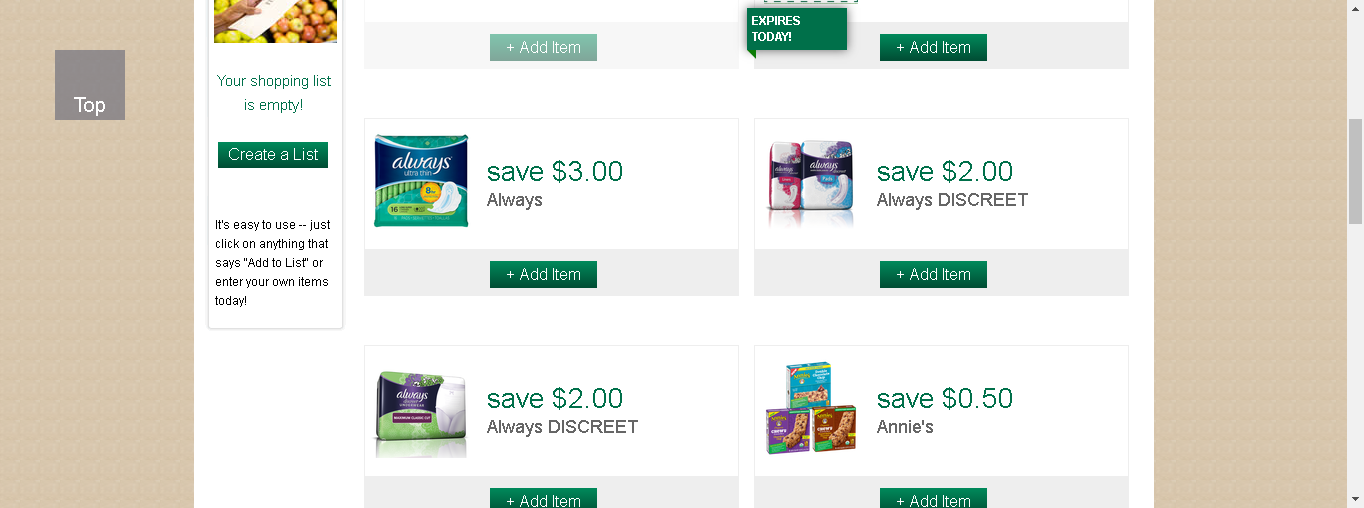 + Add Item
EXPIRES
TODAY!
+ Add Item
Top
Your shopping list
is empty!
Create a List
It's easy to use -- just
click on anything that
says "Add to List" or
enter your own items
today!
always
ultra thin
16
save $3.00
Always
+ Add Item
always
always
save $2.00
Always DISCREET
+ Add Item
always
MAXIMUM CLASSIC CUT
save $2.00
Always DISCREET
+ Add Item
save $0.50
Annie's
+ Add Item